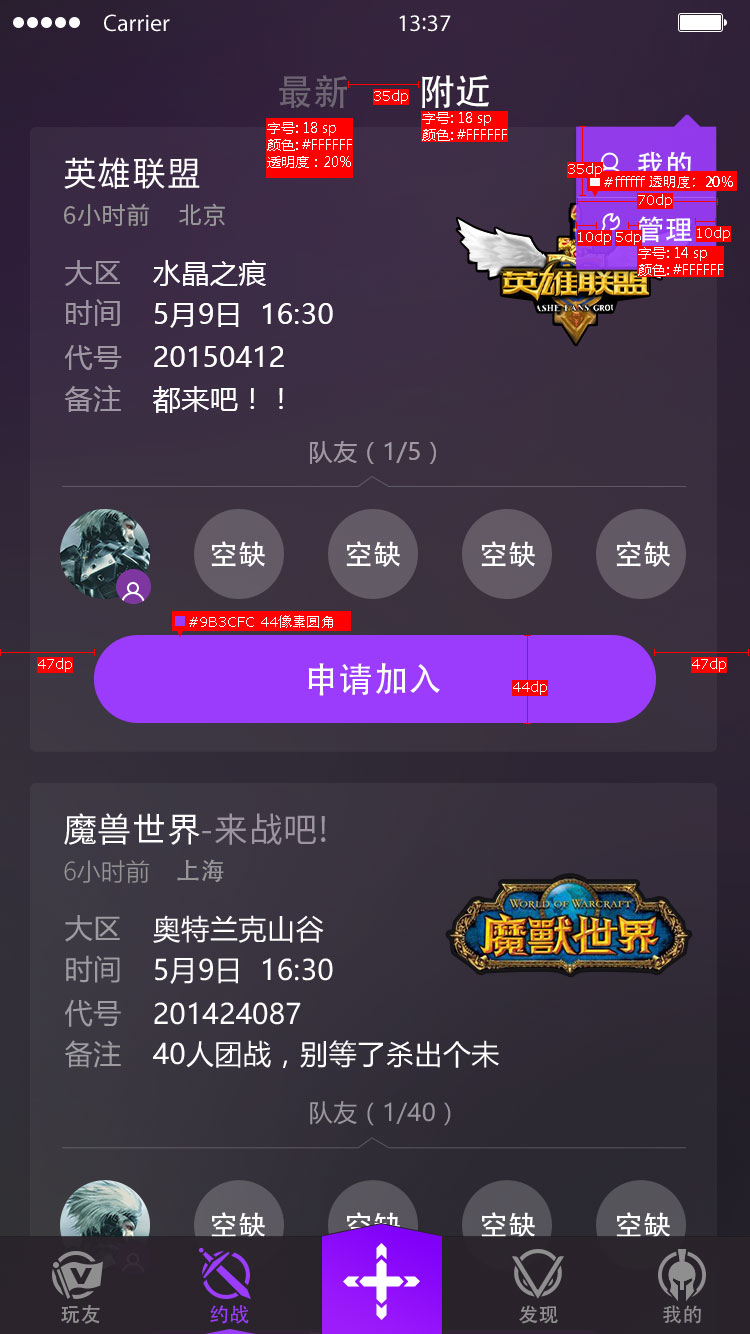 Carrier
13:37
最新
35dp
附近
字号: 18 sp
颜色: #FFFFFF
透明度：20%
字号: 18 sp
颜色: #FFFFFF
我的
35dp
#ffffff 透明度：20%
70dp
管理
10dp
5dp
10dp
字号: 14 sp
颜色: #FFFFFF
英雄联盟
6小时前 北京
英雄联盟
大区 水晶之痕
时间 5月9日 16:30
代号 20150412
备注 都来吧！！
队友 ( 1/5 )
空缺 空缺 空缺 空缺
#9B3CFC 44像素圆角
47dp
申请加入
44dp
47dp
魔兽世界-来战吧!
6小时前 上海
WORLD OF WARCRAFT
魔獸世界
大区 奥特兰克山谷
时间 5月9日 16:30
代号 201424087
备注 40人团战，别等了杀出个未
队友 ( 1/40 )
空缺 空缺 空缺 空缺
玩友 约战 发现 我的